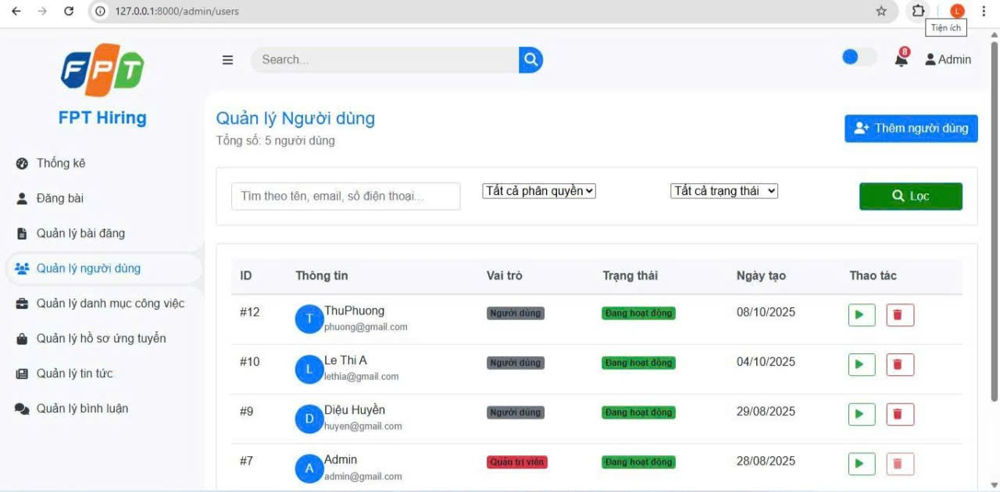 127.0.0.1:8000/admin/users
L
Tiện ích
FPT
FPT Hiring
Search...
8
Admin
Thống kê
Đăng bài
Quản lý bài đăng
Quản lý người dùng
Quản lý danh mục công việc
Quản lý hồ sơ ứng tuyển
Quản lý tin tức
Quản lý bình luận
Quản lý Người dùng
Tổng số: 5 người dùng
Thêm người dùng
Tìm theo tên, email, số điện thoại...
Tất cả phân quyền
Tất cả trạng thái
Lọc
ID Thông tin Vai trò Trạng thái Ngày tạo Thao tác
#12 T ThuPhuong Người dùng Đang hoạt động 08/10/2025
phuong@gmail.com
#10 L Le Thi A Người dùng Đang hoạt động 04/10/2025
lethia@gmail.com
#9 D Diệu Huyền Người dùng Đang hoạt động 29/08/2025
huyen@gmail.com
#7 A Admin Quản trị viên Đang hoạt động 28/08/2025
admin@gmail.com